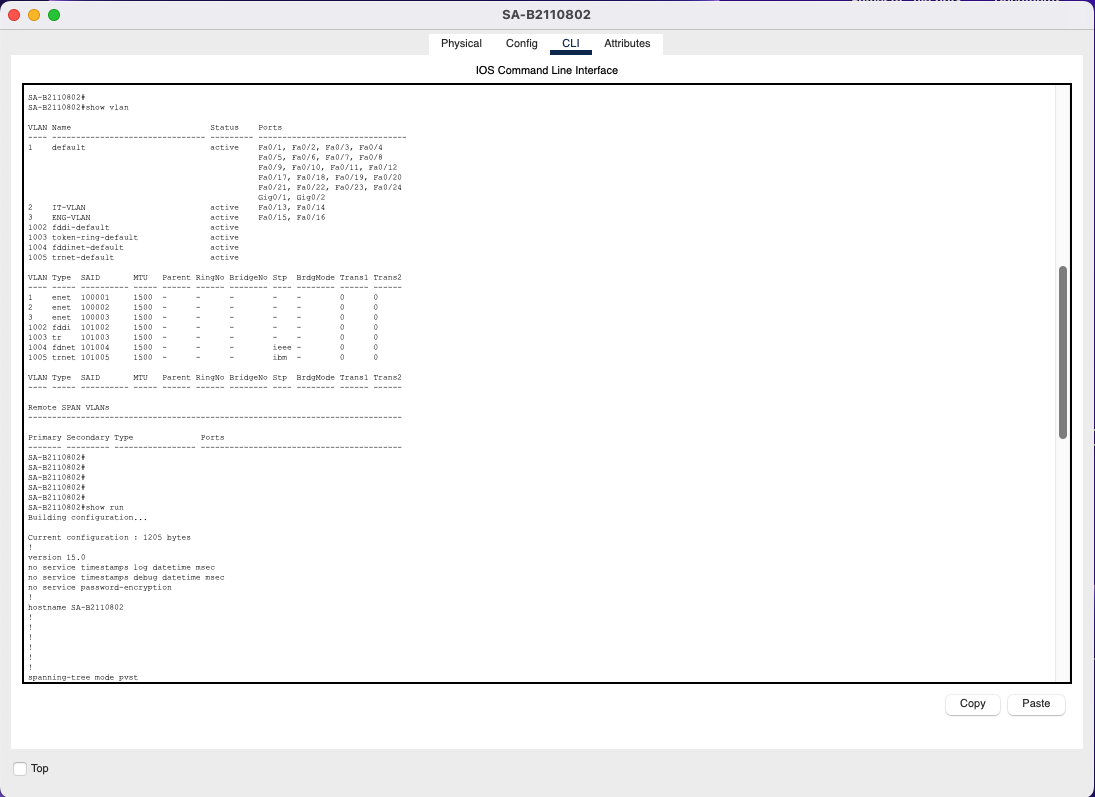 SA-B2110802
Physical Config CLI Attributes
IOS Command Line Interface
SA-B2110802#
SA-B2110802#show vlan
VLAN Name Status Ports
---- -------------------------------- --------- -------------------------------
1 default active Fa0/1, Fa0/2, Fa0/3, Fa0/4
Fa0/5, Fa0/6, Fa0/7, Fa0/8
Fa0/9, Fa0/10, Fa0/11, Fa0/12
Fa0/17, Fa0/18, Fa0/19, Fa0/20
Fa0/21, Fa0/22, Fa0/23, Fa0/24
Gig0/1, Gig0/2
2 IT-VLAN active Fa0/13, Fa0/14
3 ENG-VLAN active Fa0/15, Fa0/16
1002 fddi-default active
1003 token-ring-default active
1004 fddinet-default active
1005 trnet-default active
VLAN Type SAID MTU Parent RingNo BridgeNo Stp BrdgMode Trans1 Trans2
---- ----- ---------- ----- ------ ------ -------- ---- -------- ------ ------
1 enet 100001 1500 - - - - - 0 0
2 enet 100002 1500 - - - - - 0 0
3 enet 100003 1500 - - - - - 0 0
1002 fddi 101002 1500 - - - - - 0 0
1003 tr 101003 1500 - - - - - 0 0
1004 fdnet 101004 1500 - - - ieee - 0 0
1005 trnet 101005 1500 - - - ibm - 0 0
VLAN Type SAID MTU Parent RingNo BridgeNo Stp BrdgMode Trans1 Trans2
---- ----- ---------- ----- ------ ------ -------- ---- -------- ------ ------
Remote SPAN VLANs
------------------------------------------------------------------------------
Primary Secondary Type Ports
------- --------- ----------------- ------------------------------------------
SA-B2110802#
SA-B2110802#
SA-B2110802#
SA-B2110802#
SA-B2110802#
SA-B2110802#show run
Building configuration...
Current configuration : 1205 bytes
!
version 15.0
no service timestamps log datetime msec
no service timestamps debug datetime msec
no service password-encryption
!
hostname SA-B2110802
!
!
!
!
!
!
spanning-tree mode pvst
Copy Paste
Top